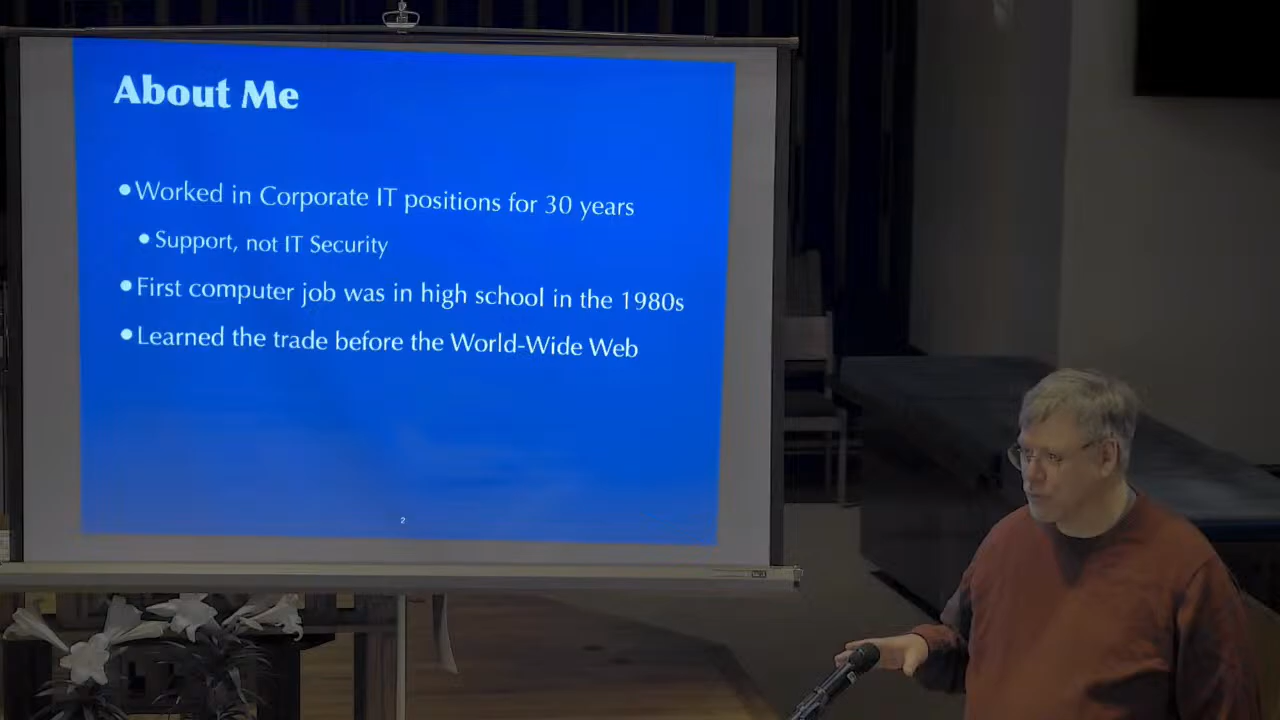 About Me
•Worked in Corporate IT positions for 30 years
•Support, not IT Security
•First computer job was in high school in the 1980s
•Learned the trade before the World-Wide Web
2